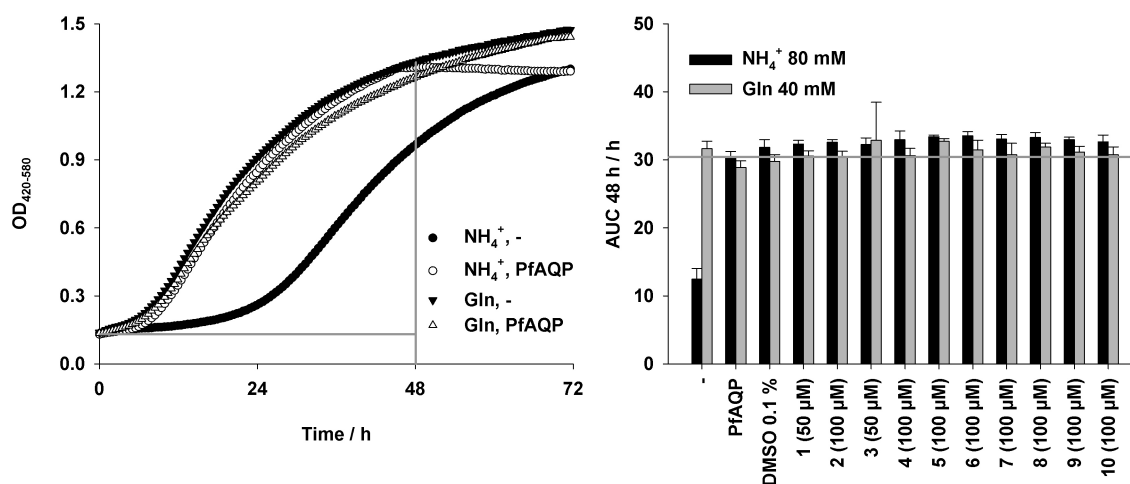 1.5
1.2
0.9
0.6
0.3
0.0
OD420-580
NH4+, -
NH4+, PfAQP
Gln, -
Gln, PfAQP
0
24
48
72
Time / h
50
40
30
20
10
0
AUC 48 h / h
NH4+ 80 mM
Gln 40 mM
-
PfAQP
DMSO 0.1 %
1 (50 µM)
2 (100 µM)
3 (50 µM)
4 (100 µM)
5 (100 µM)
6 (100 µM)
7 (100 µM)
8 (100 µM)
9 (100 µM)
10 (100 µM)